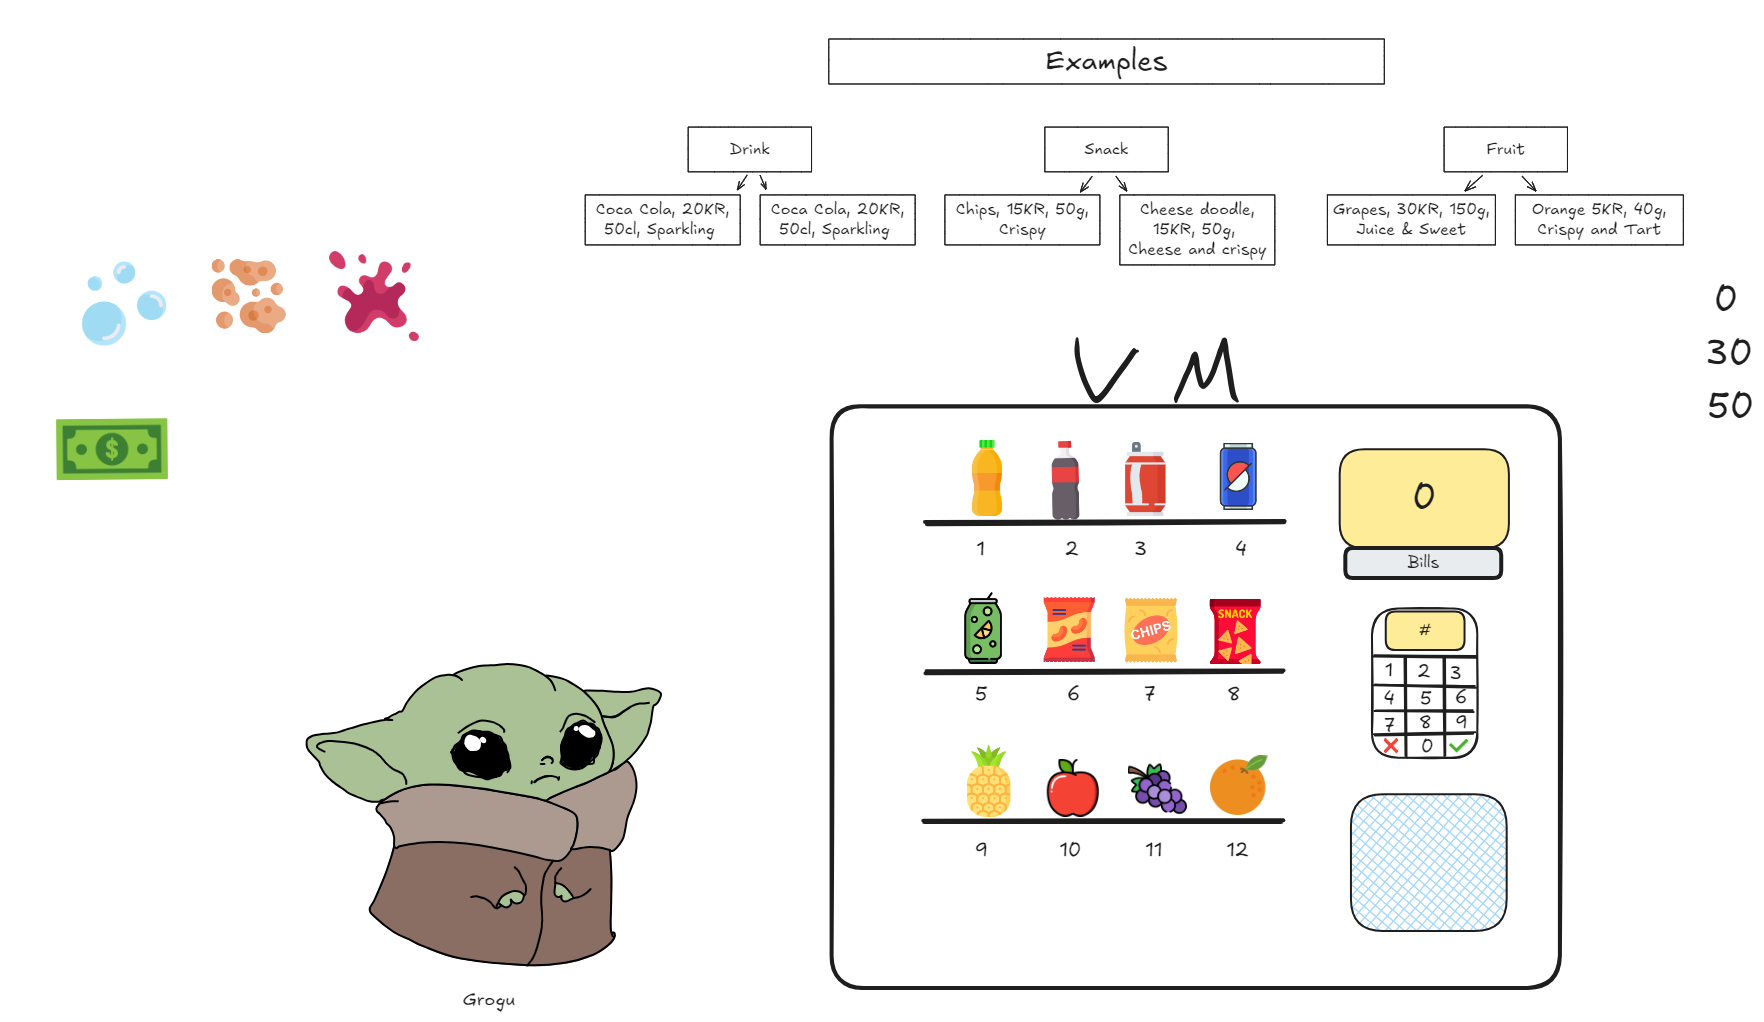 Examples
Drink
Snack
Fruit
Coca Cola, 20KR,
50cl, Sparkling
Coca Cola, 20KR,
50cl, Sparkling
Chips, 15KR, 50g,
Crispy
Cheese doodle,
15KR, 50g,
Cheese and crispy
Grapes, 30KR, 150g,
Juice & Sweet
Orange 5KR, 40g,
Crispy and Tart
0
30
50
V M
$
0
Bills
1 2 3 4
SNACK
CHIPS
5 6 7 8
#
1 2 3
4 5 6
7 8 9
0
9 10 11 12
Grogu